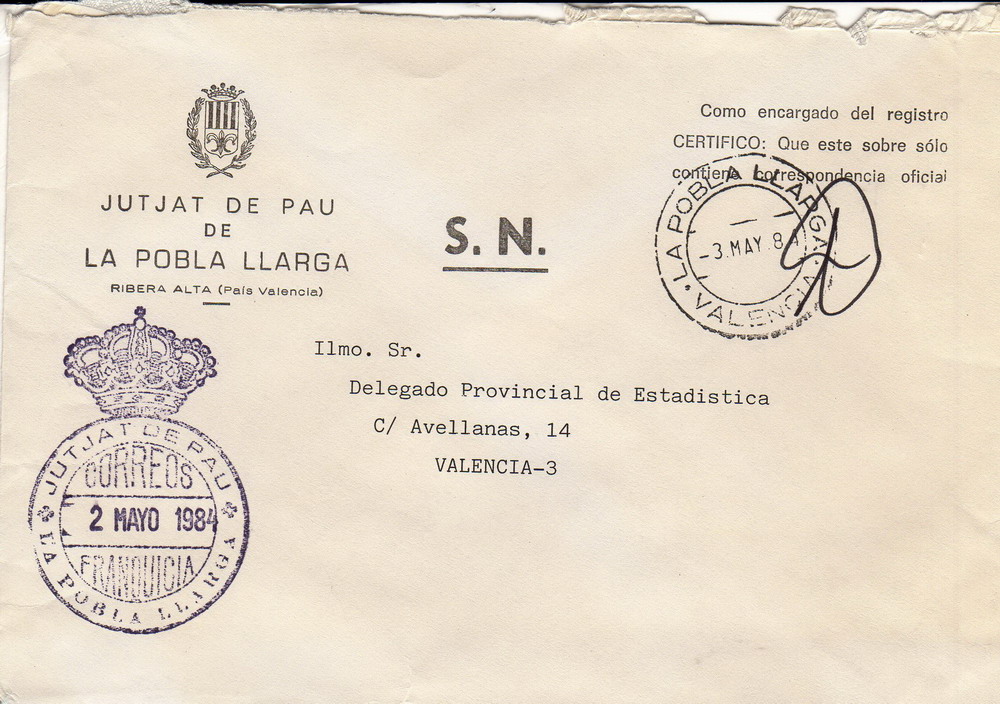 Como encargado del registro
CERTIFICO: Que este sobre sólo
contiene correspondencia oficial
JUTJAT DE PAU
DE
LA POBLA LLARGA
RIBERA ALTA (País Valencia)
S. N.
LA POBLA LLARGA
-3. MAY. 84
VALENCIA
Ilmo. Sr.
Delegado Provincial de Estadistica
C/ Avellanas, 14
VALENCIA-3
JUTJAT DE PAU
CORREOS
2 MAYO 1984
FRANQUICIA
LA POBLA LLARGA